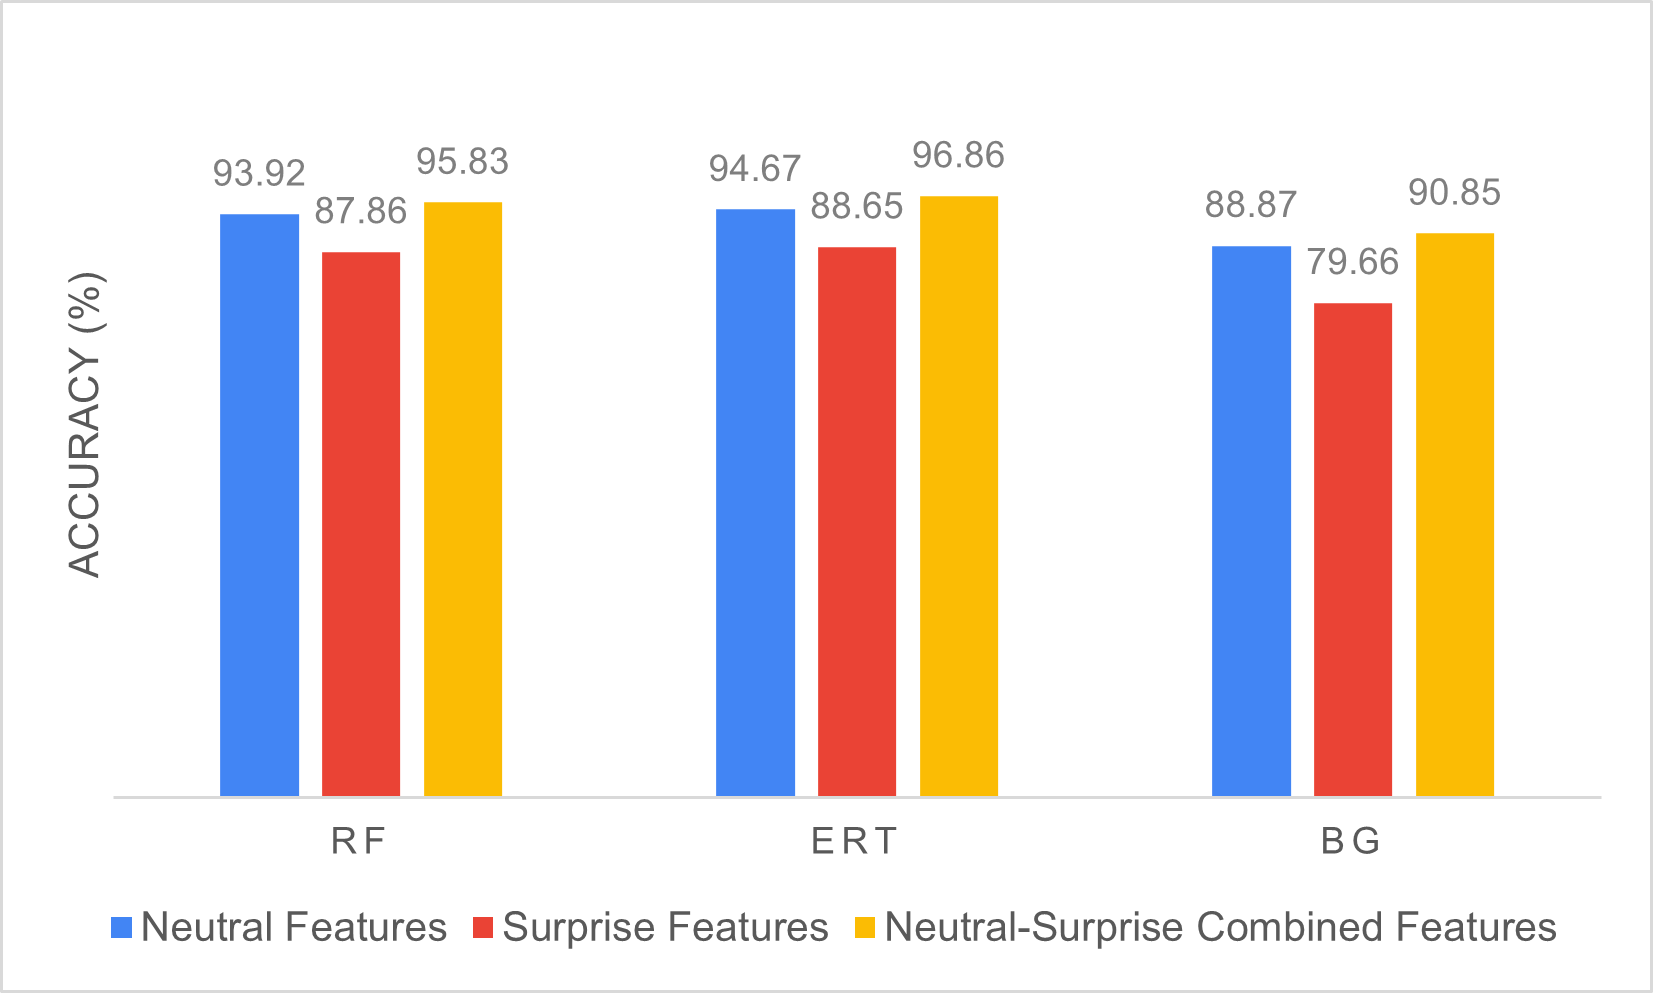 93.92
87.86
95.83
94.67
88.65
96.86
88.87
79.66
90.85
ACCURACY (%)
RF
ERT
BG
Neutral Features
Surprise Features
Neutral-Surprise Combined Features